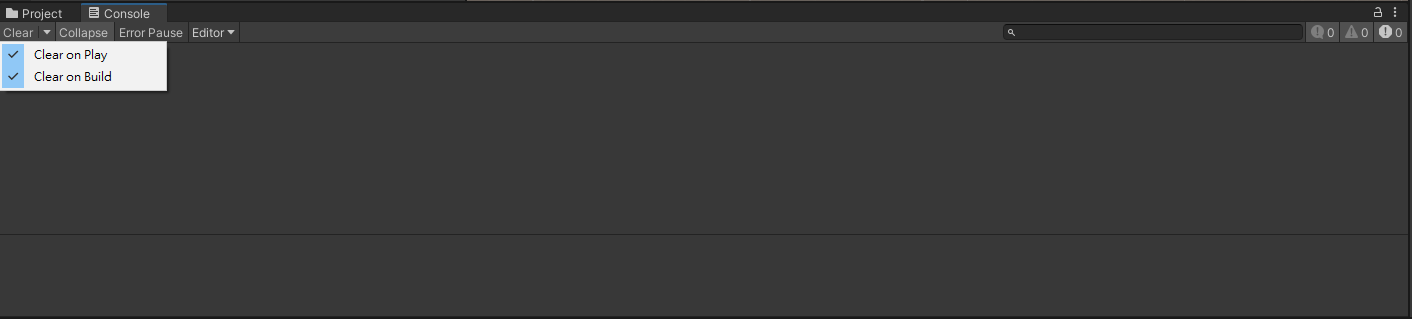 Project Console
Clear Collapse Error Pause Editor 0 0 0
Clear on Play
Clear on Build